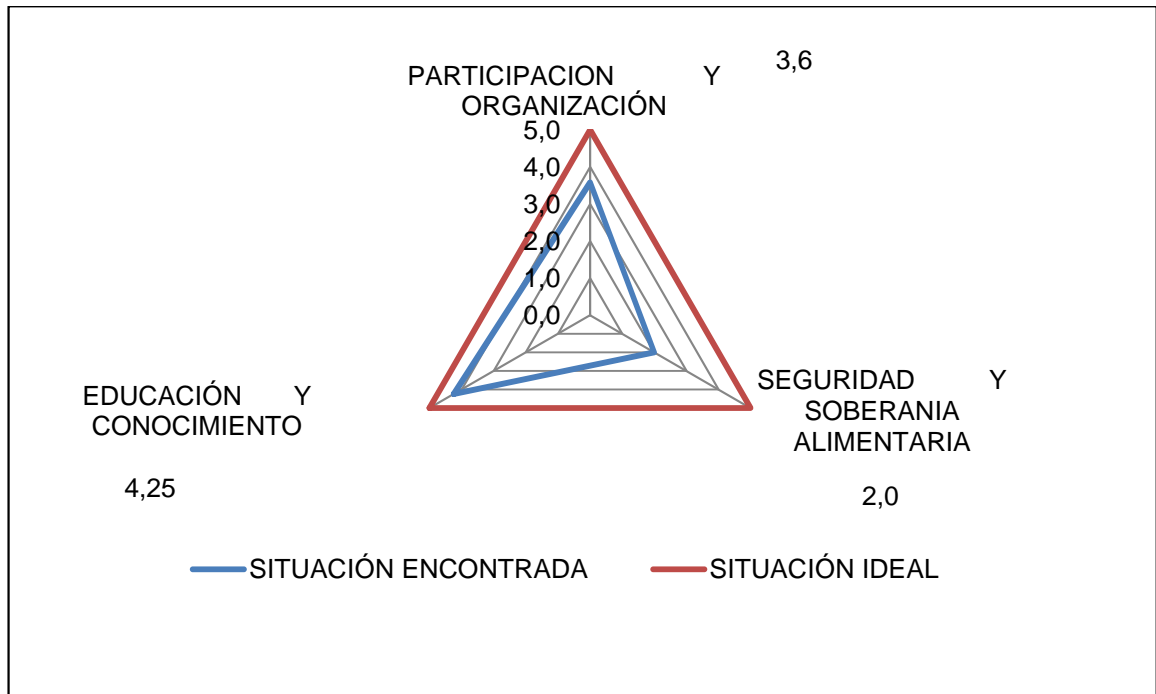 3,6
PARTICIPACION Y
ORGANIZACIÓN
5,0
4,0
3,0
2,0
1,0
0,0
SEGURIDAD Y
SOBERANIA
ALIMENTARIA
2,0
EDUCACIÓN Y
CONOCIMIENTO
4,25
SITUACIÓN ENCONTRADA
SITUACIÓN IDEAL